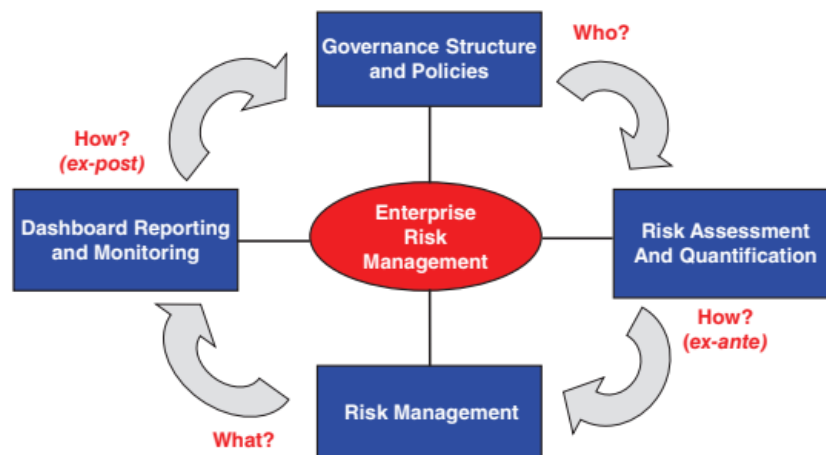 Governance Structure
and Policies
Who?
How?
(ex-post)
Dashboard Reporting
and Monitoring
Enterprise
Risk
Management
Risk Assessment
And Quantification
How?
(ex-ante)
Risk Management
What?